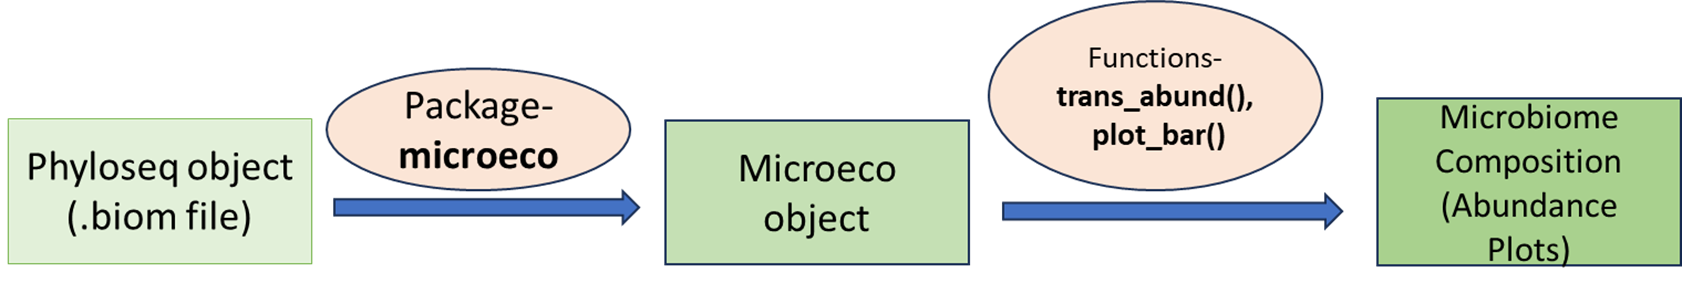 Phyloseq object
(.biom file)
Package-
microeco
Microeco
object
Functions-
trans_abund(),
plot_bar()
Microbiome
Composition
(Abundance
Plots)